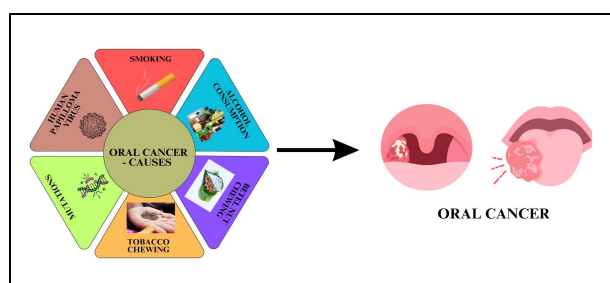 SMOKING
ALCOHOL
CONSUMPTION
BETEL NUT
CHEWING
TOBACCO
CHEWING
MUTATIONS
HUMAN
PAPILLOMA
VIRUS
ORAL CANCER
- CAUSES
ORAL CANCER